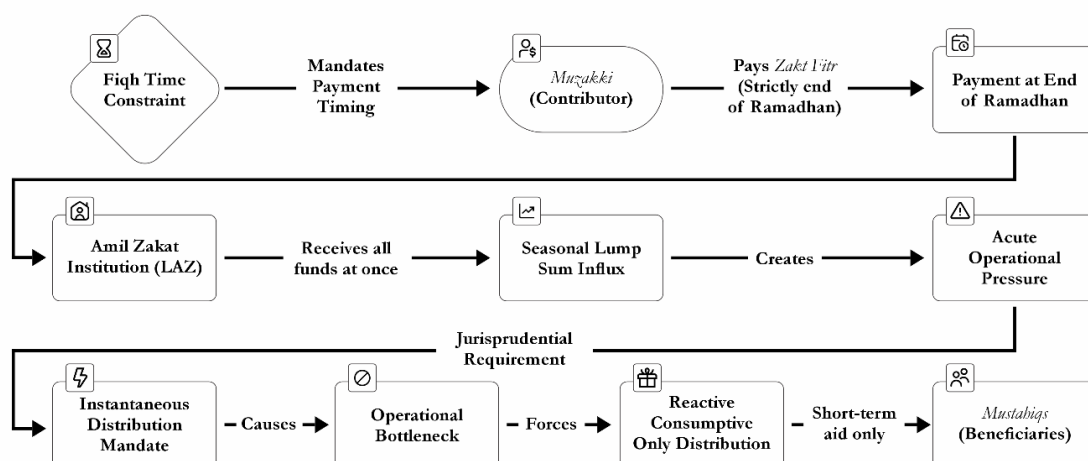 Fiqh Time
Constraint
Mandates
Payment
Timing
Muzakki
(Contributor)
Pays Zakt Fitr
(Strictly end
of Ramadhan)
Payment at End
of Ramadhan
Amil Zakat
Institution (LAZ)
Receives all
funds at once
Seasonal Lump
Sum Influx
Creates
Acute
Operational
Pressure
Jurisprudential
Requirement
Instantaneous
Distribution
Mandate
Causes
Operational
Bottleneck
Forces
Reactive
Consumptive
Only Distribution
Short-term
aid only
Mustahiqs
(Beneficiaries)